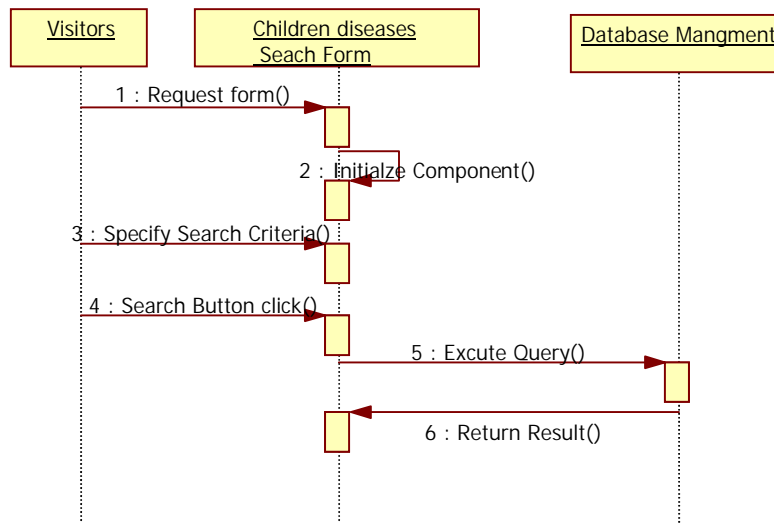 Visitors
Children diseases
Seach Form
Database Mangment
1 : Request form()
2 : Initialze Component()
3 : Specify Search Criteria()
4 : Search Button click()
5 : Excute Query()
6 : Return Result()